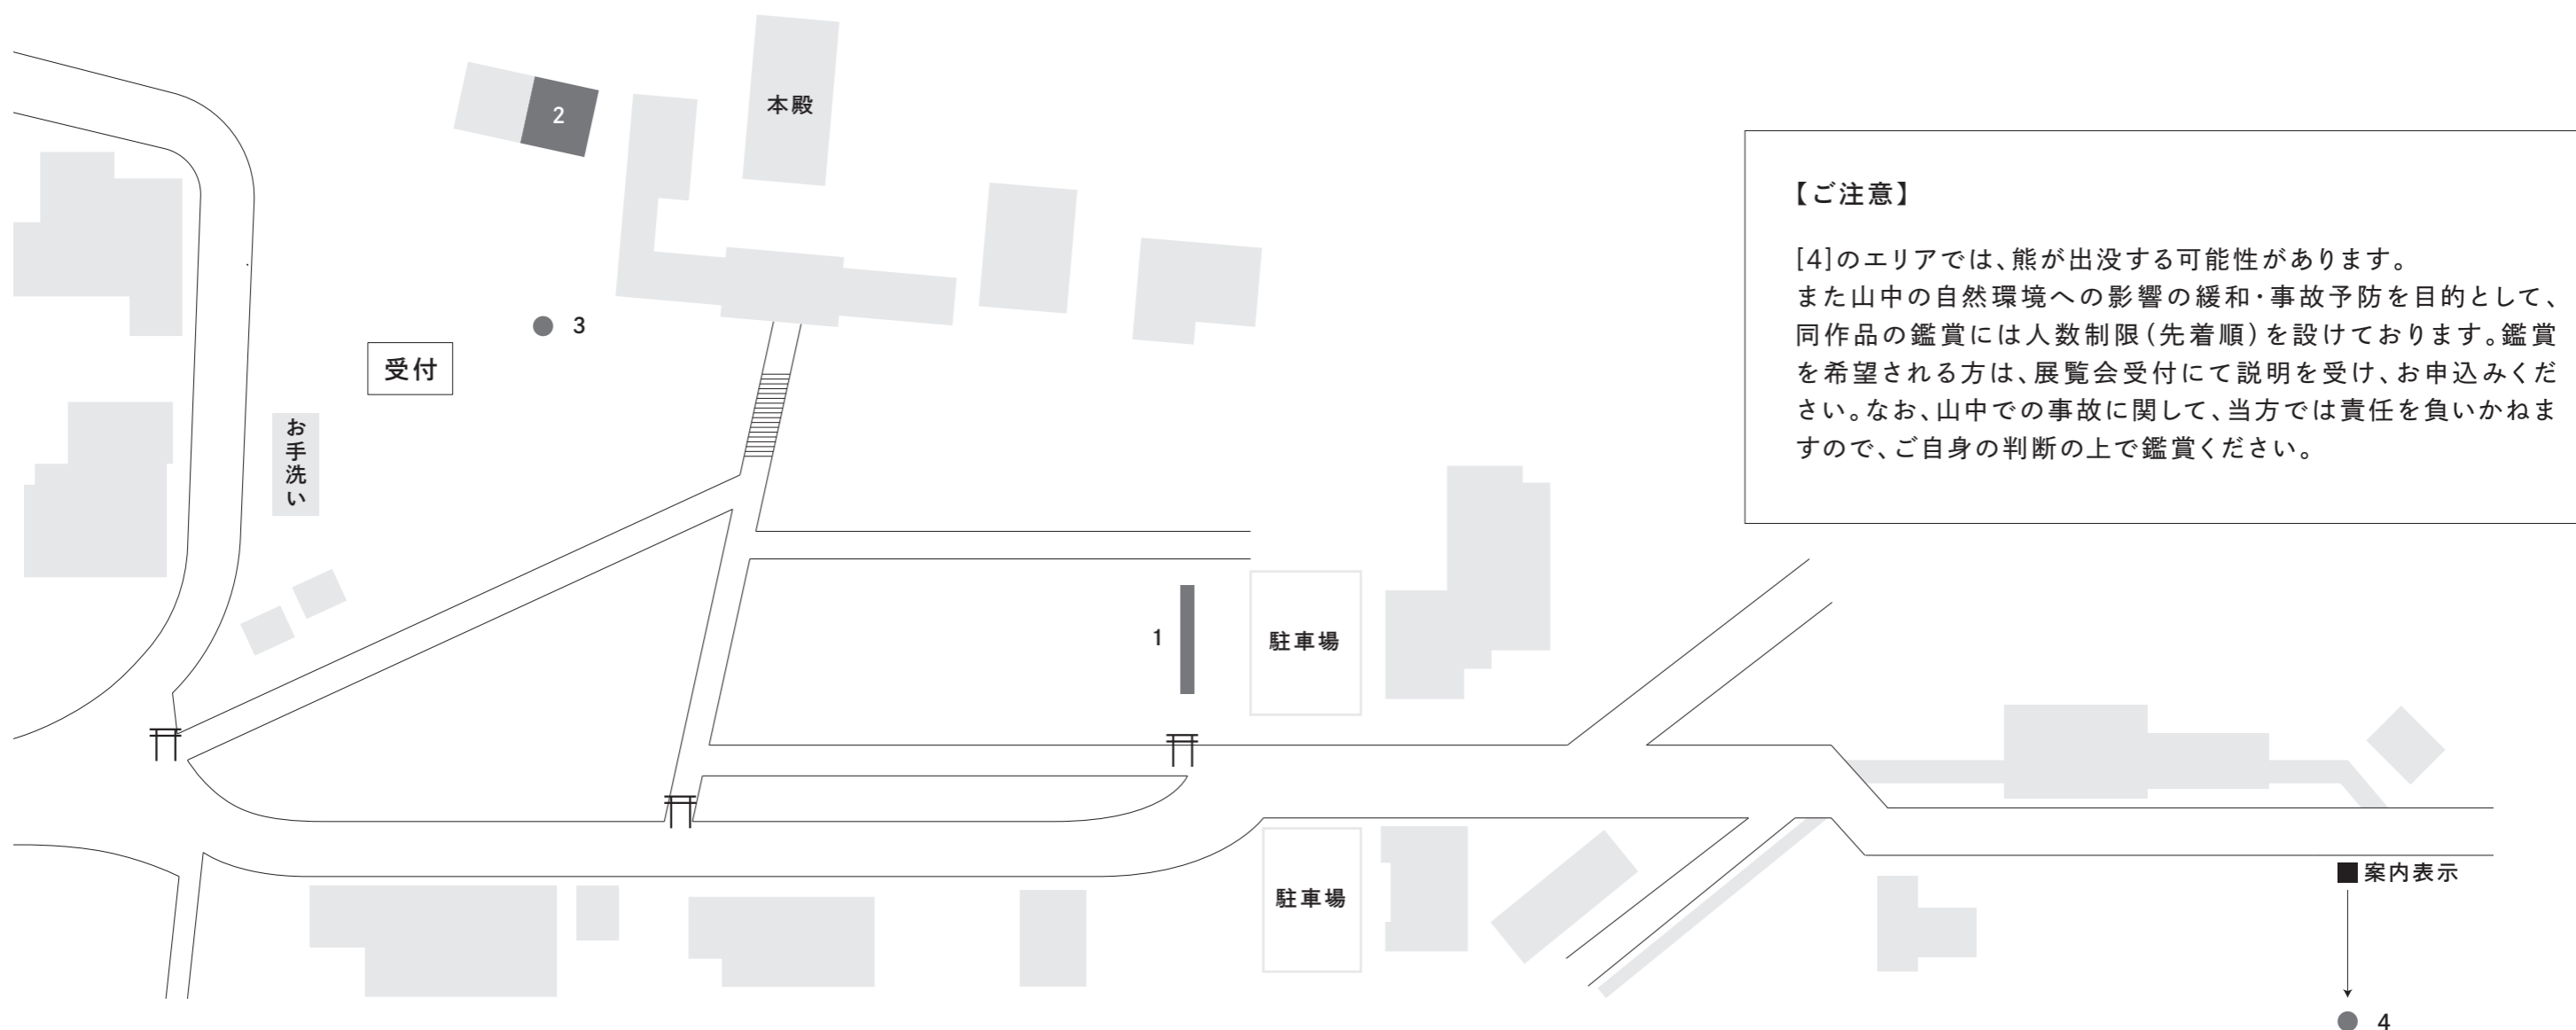 本殿
2
3
受付
お手洗い
【ご注意】
[4]のエリアでは、熊が出没する可能性があります。
また山中の自然環境への影響の緩和・事故予防を目的として、
同作品の鑑賞には人数制限(先着順)を設けております。鑑賞
を希望される方は、展覧会受付にて説明を受け、お申込みくだ
さい。なお、山中での事故に関して、当方では責任を負いかねま
すので、ご自身の判断の上で鑑賞ください。
1
駐車場
駐車場
案内表示
4